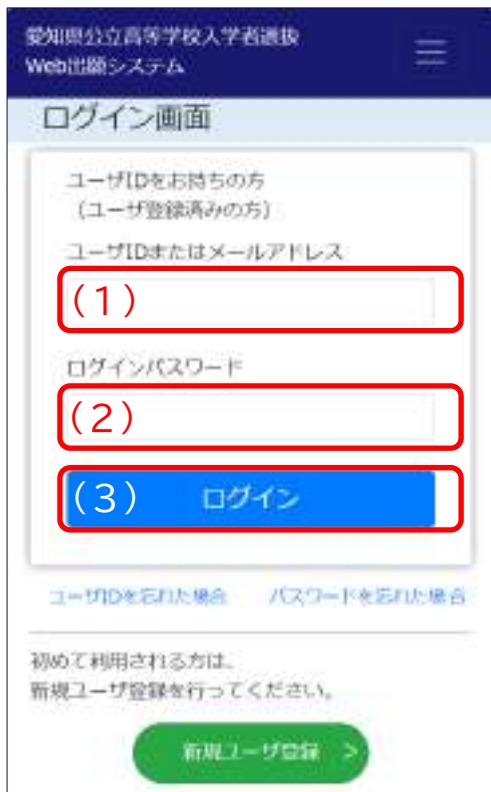 愛知県公立高等学校入学者選抜
Web出願システム
ログイン画面
ユーザIDをお持ちの方
（ユーザ登録済みの方）
ユーザIDまたはメールアドレス
（1）
ログインパスワード
（2）
（3） ログイン
ユーザIDを忘れた場合 パスワードを忘れた場合
初めて利用される方は、
新規ユーザ登録を行ってください。
新規ユーザ登録 >